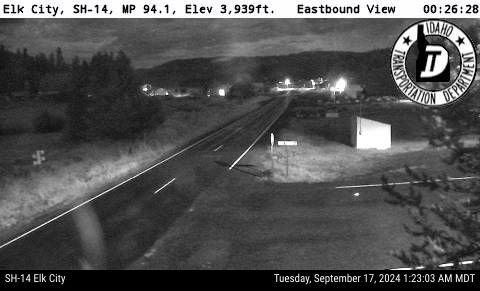 Elk City, SH-14, MP 94.1, Elev 3,939ft. Eastbound View 00:26:28
IDAHO
TRANSPORTATION DEPARTMENT
SH-14 Elk City Tuesday, September 17, 2024 1:23:03 AM MDT